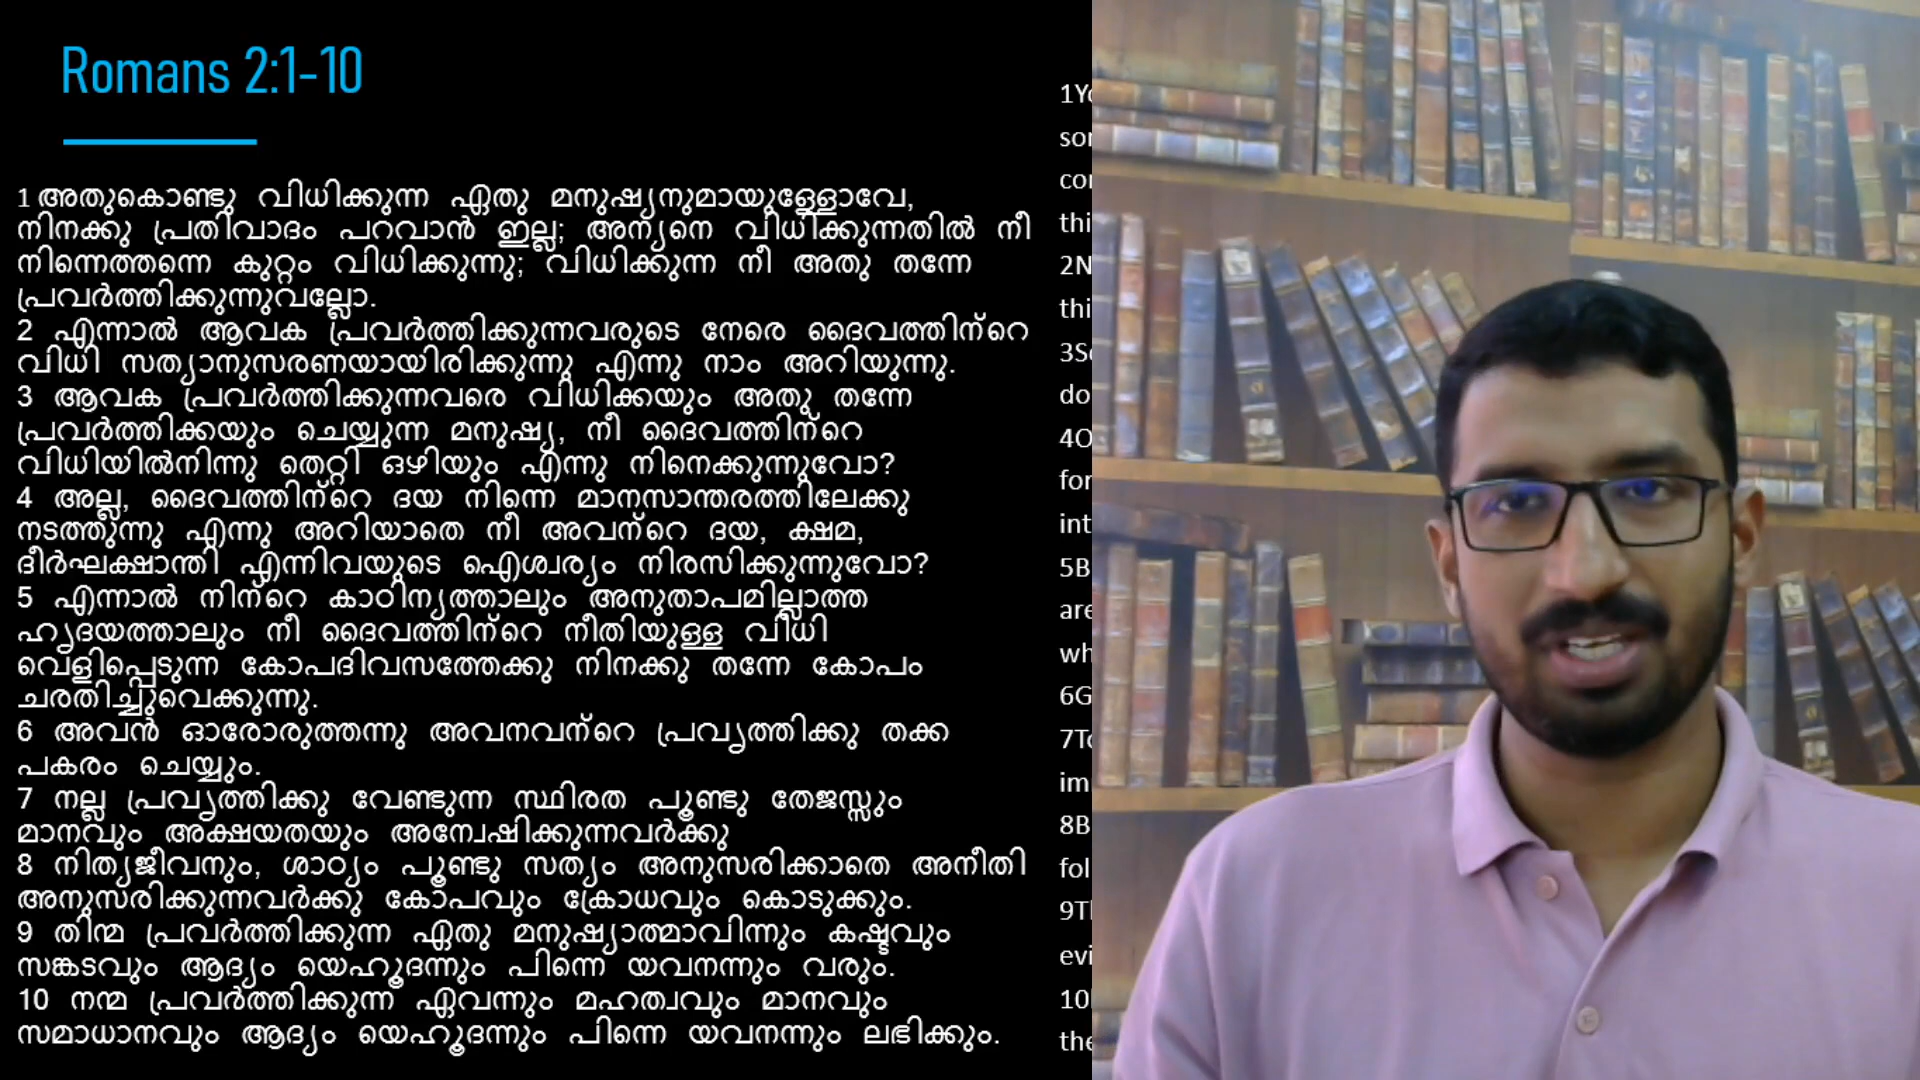 Romans 2:1-10
1 അതുകൊണ്ടു വിധിക്കുന്ന ഏതു മനുഷ്യനുമായുള്ളോവേ,
നിനക്കു പ്രതിവാദം പറവാൻ ഇല്ല; അന്യനെ വിധിക്കുന്നതിൽ നീ
നിന്നെത്തന്നെ കുറ്റം വിധിക്കുന്നു; വിധിക്കുന്ന നീ അതു തന്നേ
പ്രവർത്തിക്കുന്നുവല്ലോ.
2 എന്നാൽ ആവക പ്രവർത്തിക്കുന്നവരുടെ നേരെ ദൈവത്തിന്റെ
വിധി സത്യാനുസരണയായിരിക്കുന്നു എന്നു നാം അറിയുന്നു.
3 ആവക പ്രവർത്തിക്കുന്നവരെ വിധിക്കയും അതു തന്നേ
പ്രവർത്തിക്കയും ചെയ്യുന്ന മനുഷ്യ, നീ ദൈവത്തിന്റെ
വിധിയിൽനിന്നു തെറ്റി ഒഴിയും എന്നു നിനെക്കുന്നുവോ?
4 അല്ല, ദൈവത്തിന്റെ ദയ നിന്നെ മാനസാന്തരത്തിലേക്കു
നടത്തുന്നു എന്നു അറിയാതെ നീ അവന്റെ ദയ, ക്ഷമ,
ദീർഘക്ഷാന്തി എന്നിവയുടെ ഐശ്വര്യം നിരസിക്കുന്നുവോ?
5 എന്നാൽ നിന്റെ കാഠിന്യത്താലും അനുതാപമില്ലാത്ത
ഹൃദയത്താലും നീ ദൈവത്തിന്റെ നീതിയുള്ള വിധി
വെളിപ്പെടുന്ന കോപദിവസത്തേക്കു നിനക്കു തന്നേ കോപം
ചരതിച്ചുവെക്കുന്നു.
6 അവൻ ഓരോരുത്തന്നു അവനവന്റെ പ്രവൃത്തിക്കു തക്ക
പകരം ചെയ്യും.
7 നല്ല പ്രവൃത്തിക്കു വേണ്ടുന്ന സ്ഥിരത പൂണ്ടു തേജസ്സും
മാനവും അക്ഷയതയും അന്വേഷിക്കുന്നവർക്കു
8 നിത്യജീവനും, ശാഠ്യം പൂണ്ടു സത്യം അനുസരിക്കാതെ അനീതി
അനുസരിക്കുന്നവർക്കു കോപവും ക്രോധവും കൊടുക്കും.
9 തിന്മ പ്രവർത്തിക്കുന്ന ഏതു മനുഷ്യാത്മാവിന്നും കഷ്ടവും
സങ്കടവും ആദ്യം യെഹൂദന്നും പിന്നെ യവനന്നും വരും.
10 നന്മ പ്രവർത്തിക്കുന്ന ഏവന്നും മഹത്വവും മാനവും
സമാധാനവും ആദ്യം യെഹൂദന്നും പിന്നെ യവനന്നും ലഭിക്കും.